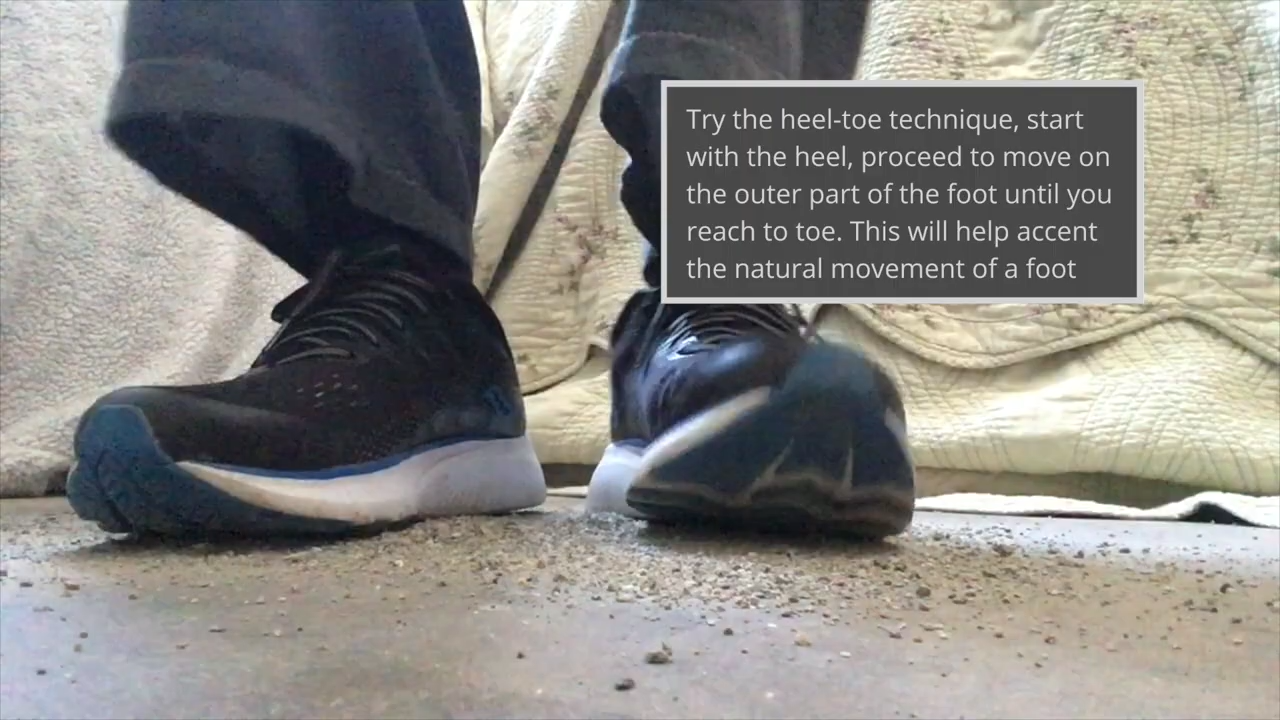 Try the heel-toe technique, start
with the heel, proceed to move on
the outer part of the foot until you
reach to toe. This will help accent
the natural movement of a foot